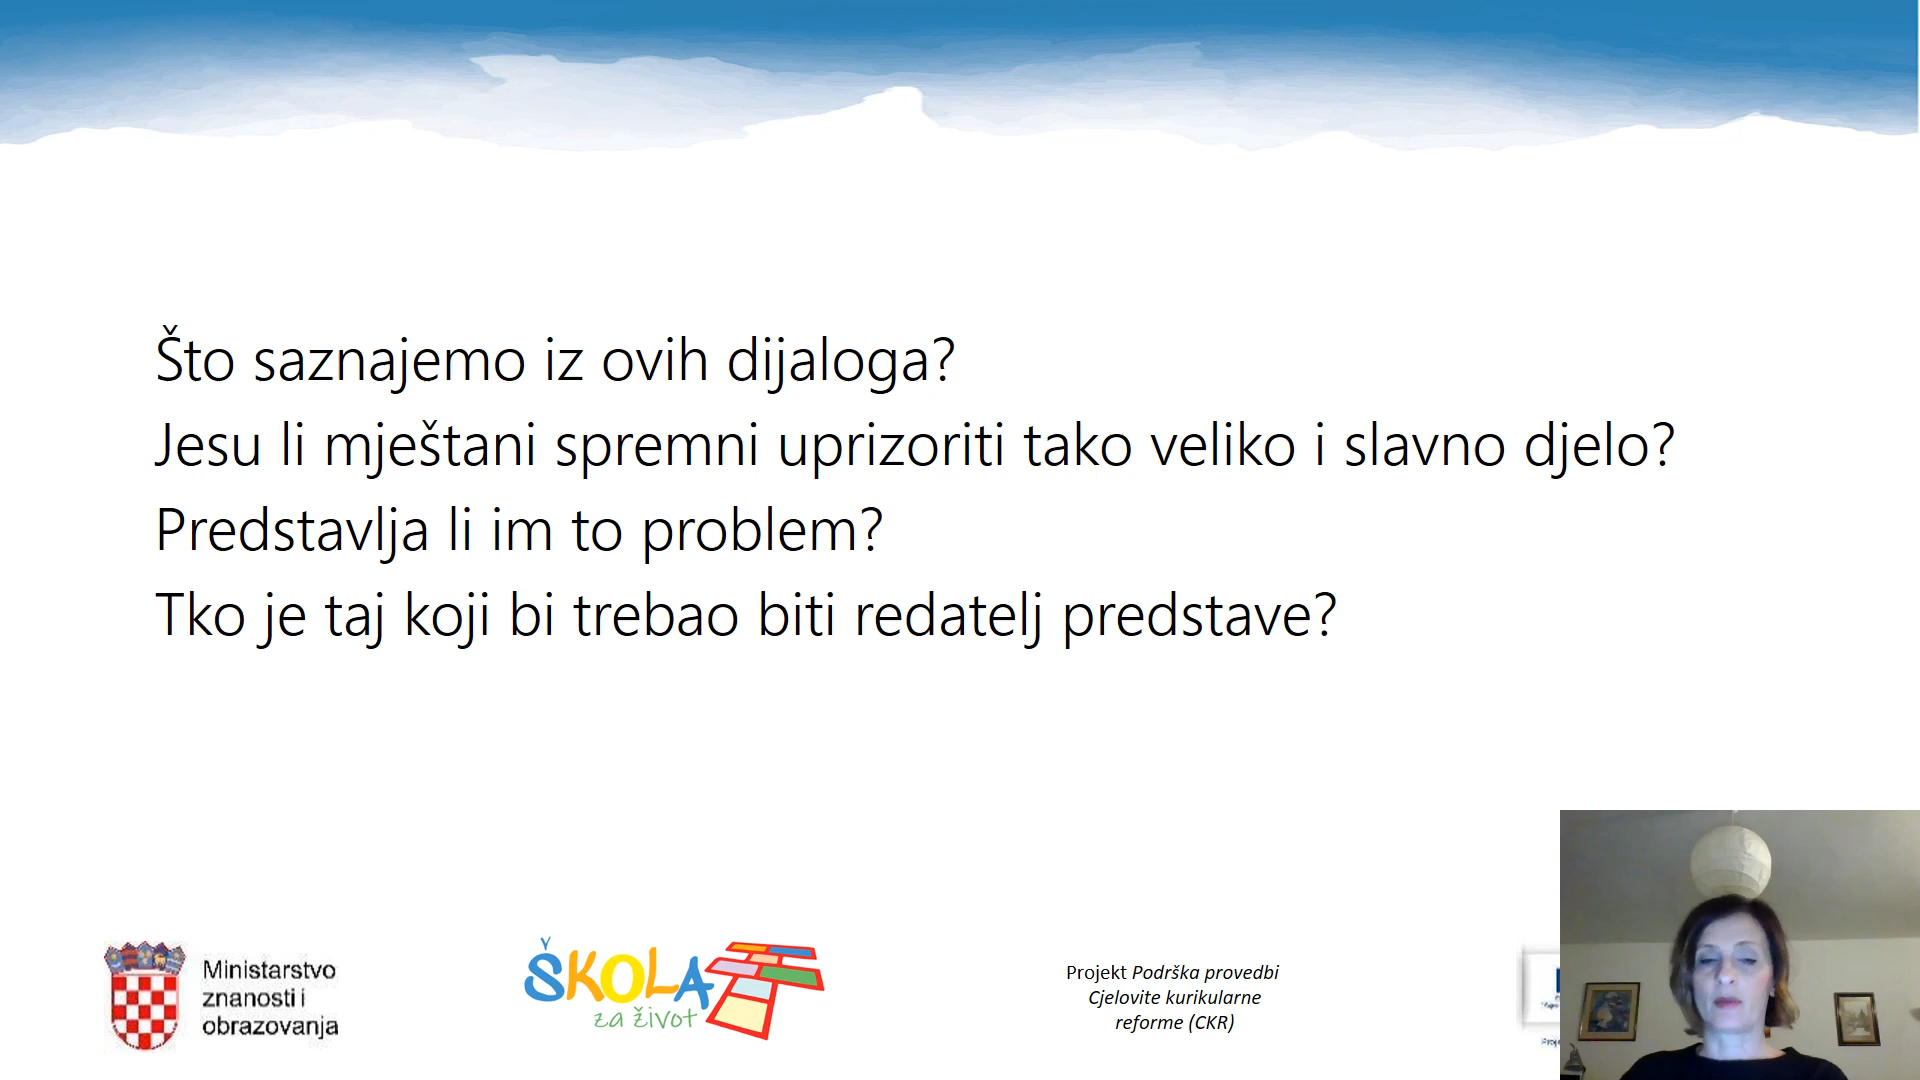 Što saznajemo iz ovih dijaloga?
Jesu li mještani spremni uprizoriti tako veliko i slavno djelo?
Predstavlja li im to problem?
Tko je taj koji bi trebao biti redatelj predstave?
Ministarstvo
znanosti i
obrazovanja
ŠKOLA
za život
Projekt Podrška provedbi
Cjelovite kurikularne
reforme (CKR)